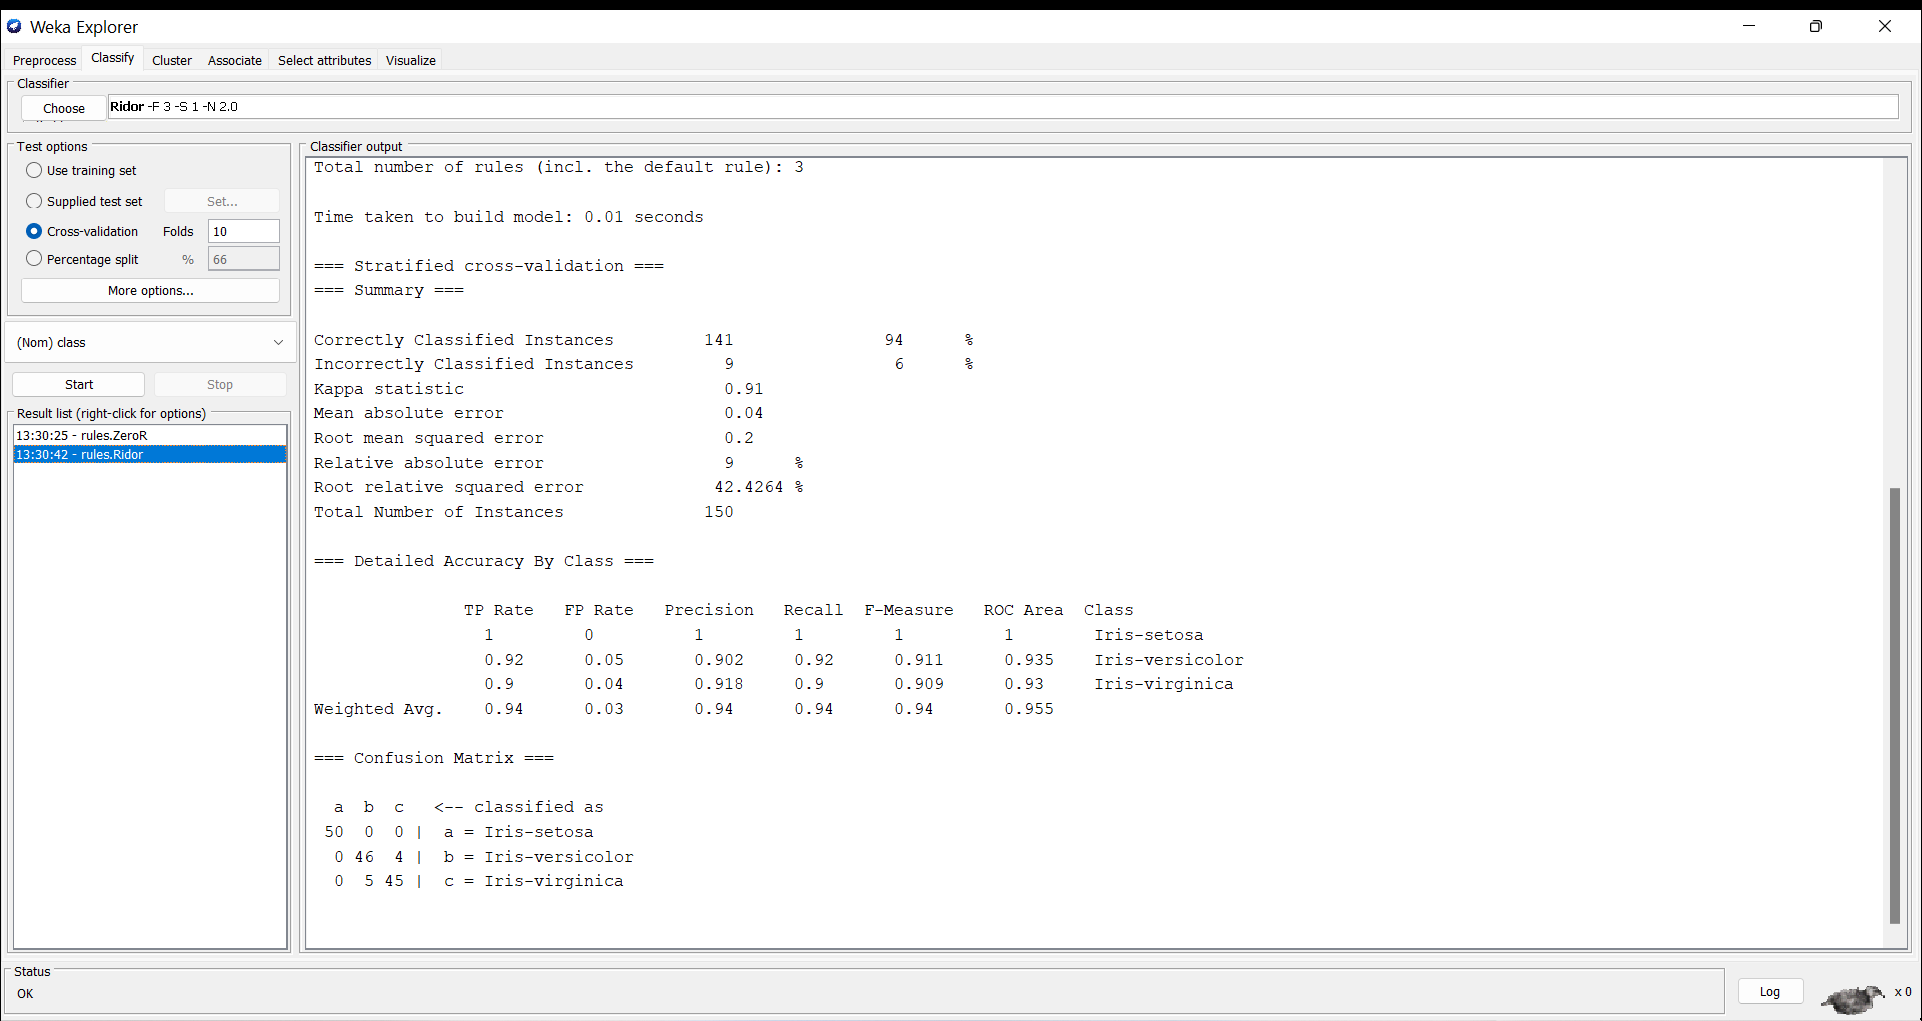 Weka Explorer
Preprocess Classify Cluster Associate Select attributes Visualize
Classifier
Choose Ridor -F 3 -S 1 -N 2.0
Test options
Use training set
Supplied test set Set...
Cross-validation Folds 10
Percentage split % 66
More options...
(Nom) class
Start Stop
Result list (right-click for options)
13:30:25 - rules.ZeroR
13:30:42 - rules.Ridor
Classifier output
Total number of rules (incl. the default rule): 3
Time taken to build model: 0.01 seconds
=== Stratified cross-validation ===
=== Summary ===
Correctly Classified Instances 141 94 %
Incorrectly Classified Instances 9 6 %
Kappa statistic 0.91
Mean absolute error 0.04
Root mean squared error 0.2
Relative absolute error 9 %
Root relative squared error 42.4264 %
Total Number of Instances 150
=== Detailed Accuracy By Class ===
TP Rate FP Rate Precision Recall F-Measure ROC Area Class
1 0 1 1 1 1 Iris-setosa
0.92 0.05 0.902 0.92 0.911 0.935 Iris-versicolor
0.9 0.04 0.918 0.9 0.909 0.93 Iris-virginica
Weighted Avg. 0.94 0.03 0.94 0.94 0.94 0.955
=== Confusion Matrix ===
a b c <-- classified as
50 0 0 | a = Iris-setosa
0 46 4 | b = Iris-versicolor
0 5 45 | c = Iris-virginica
Status
OK
Log x 0